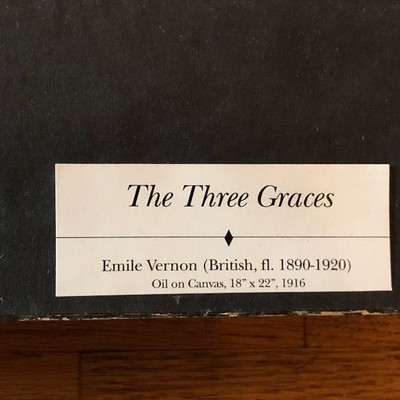 The Three Graces
Emile Vernon (British, fl. 1890-1920)
Oil on Canvas, 18” x 22”, 1916